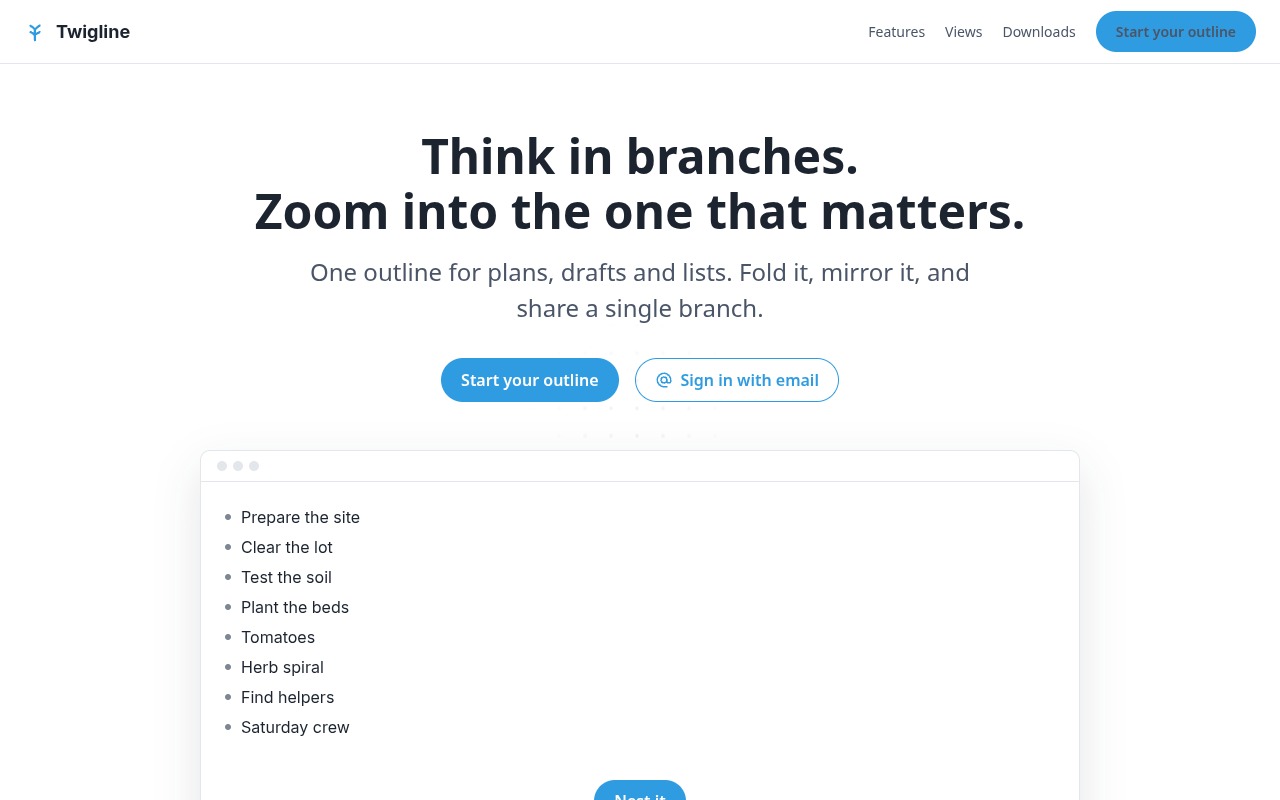 Twigline
Features
Views
Downloads
Start your outline
Think in branches.
Zoom into the one that matters.
One outline for plans, drafts and lists. Fold it, mirror it, and
share a single branch.
Start your outline
Sign in with email
Prepare the site
Clear the lot
Test the soil
Plant the beds
Tomatoes
Herb spiral
Find helpers
Saturday crew
Nest it